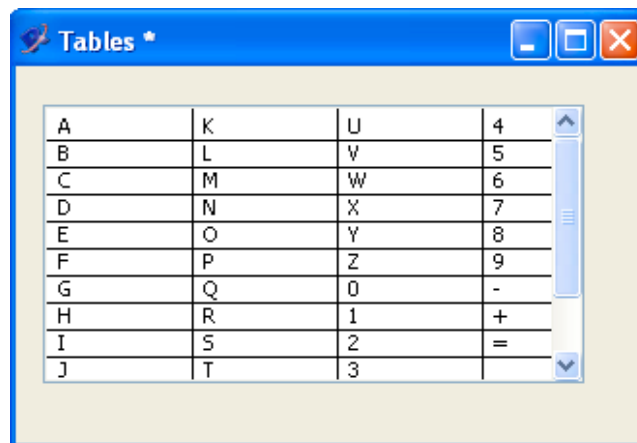 Tables *
A K U 4
B L V 5
C M W 6
D N X 7
E O Y 8
F P Z 9
G Q 0 -
H R 1 +
I S 2 =
J T 3